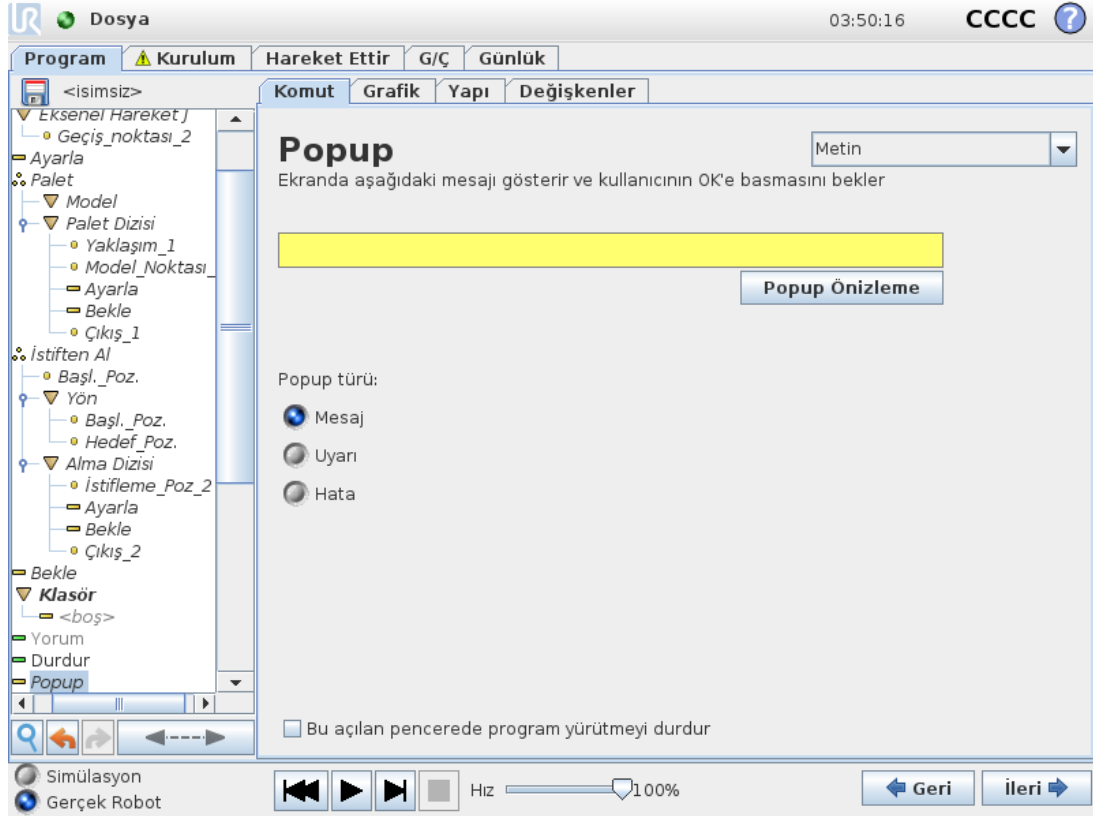 UR Dosya 03:50:16 CCCC ?
Program Kurulum Hareket Ettir G/Ç Günlük
<isimsiz>
Komut Grafik Yapı Değişkenler
Eksenel Hareket J
Geçiş_noktası_2
Ayarla
Palet
Model
Palet Dizisi
Yaklaşım_1
Model_Noktası_
Ayarla
Bekle
Çıkış_1
İstiften Al
Başl._Poz.
Yön
Başl._Poz.
Hedef_Poz.
Alma Dizisi
İstifleme_Poz_2
Ayarla
Bekle
Çıkış_2
Bekle
Klasör
<boş>
Yorum
Durdur
Popup
Popup
Metin
Ekranda aşağıdaki mesajı gösterir ve kullanıcının OK'e basmasını bekler
Popup Önizleme
Popup türü:
Mesaj
Uyarı
Hata
Bu açılan pencerede program yürütmeyi durdur
Simülasyon
Gerçek Robot
Hız 100%
Geri İleri